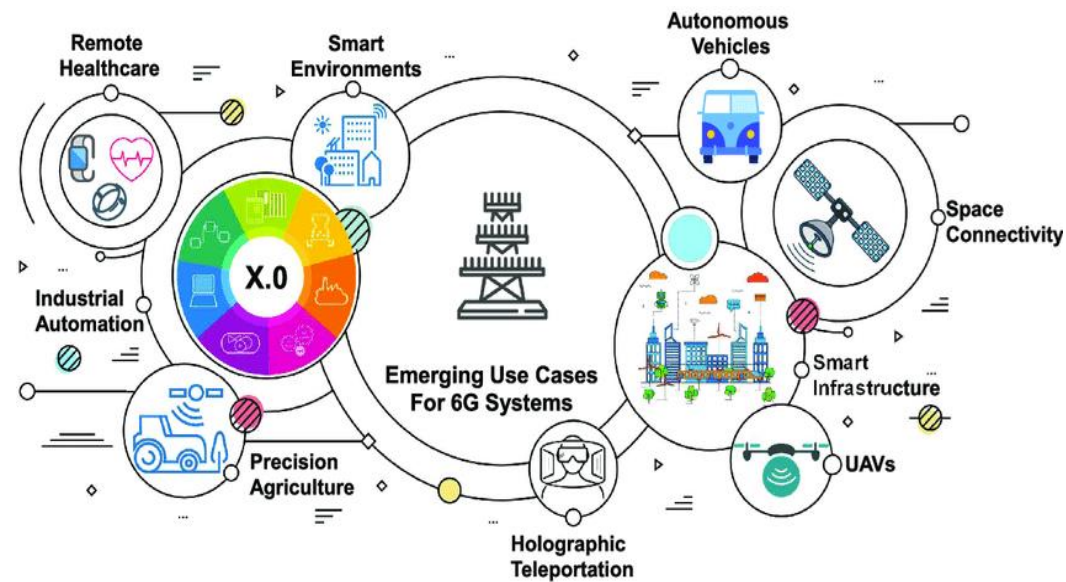 Remote
Healthcare
Smart
Environments
Autonomous
Vehicles
Space
Connectivity
Industrial
Automation
X.0
Emerging Use Cases
For 6G Systems
Smart
Infrastructure
Precision
Agriculture
UAVs
Holographic
Teleportation